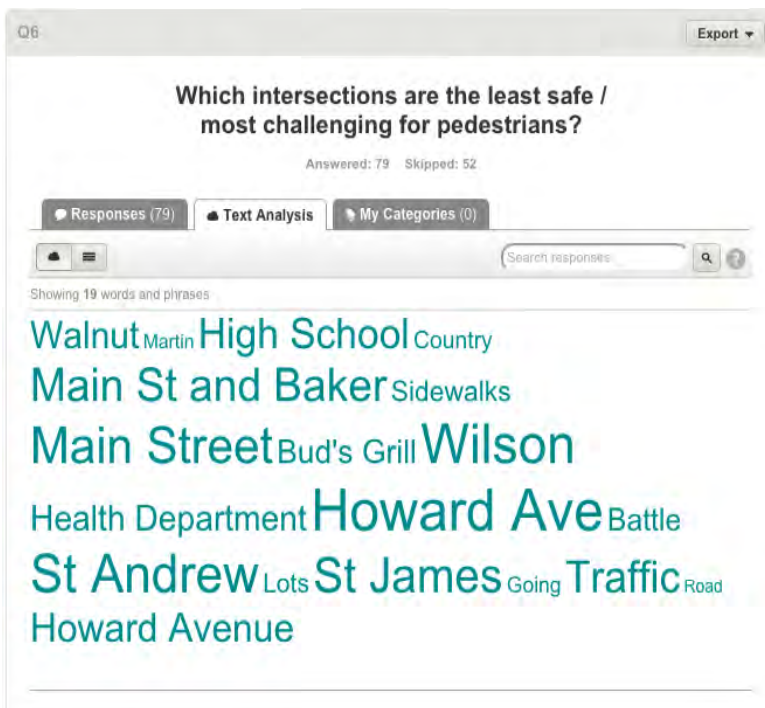 Q6
Export
Which intersections are the least safe /
most challenging for pedestrians?
Answered: 79 Skipped: 52
Responses (79) Text Analysis My Categories (0)
Search responses ?
Showing 19 words and phrases
Walnut Martin High School Country
Main St and Baker Sidewalks
Main Street Bud's Grill Wilson
Health Department Howard Ave Battle
St Andrew Lots St James Going Traffic Road
Howard Avenue